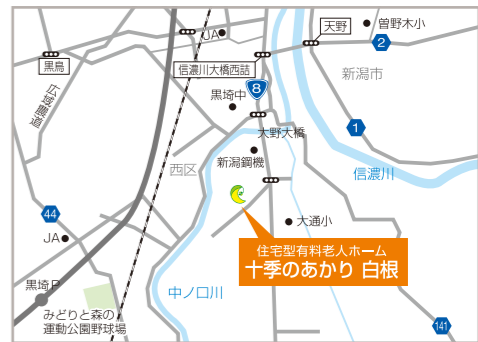 JA
天野
曽野木小
2
黒鳥
信濃川大橋西詰
新潟市
8
広域農道
黒埼中
大野大橋
1
新潟鋼機
西区
信濃川
44
大通小
JA
住宅型有料老人ホーム
十季のあかり 白根
黒埼P
中ノ口川
みどりと森の
運動公園野球場
141